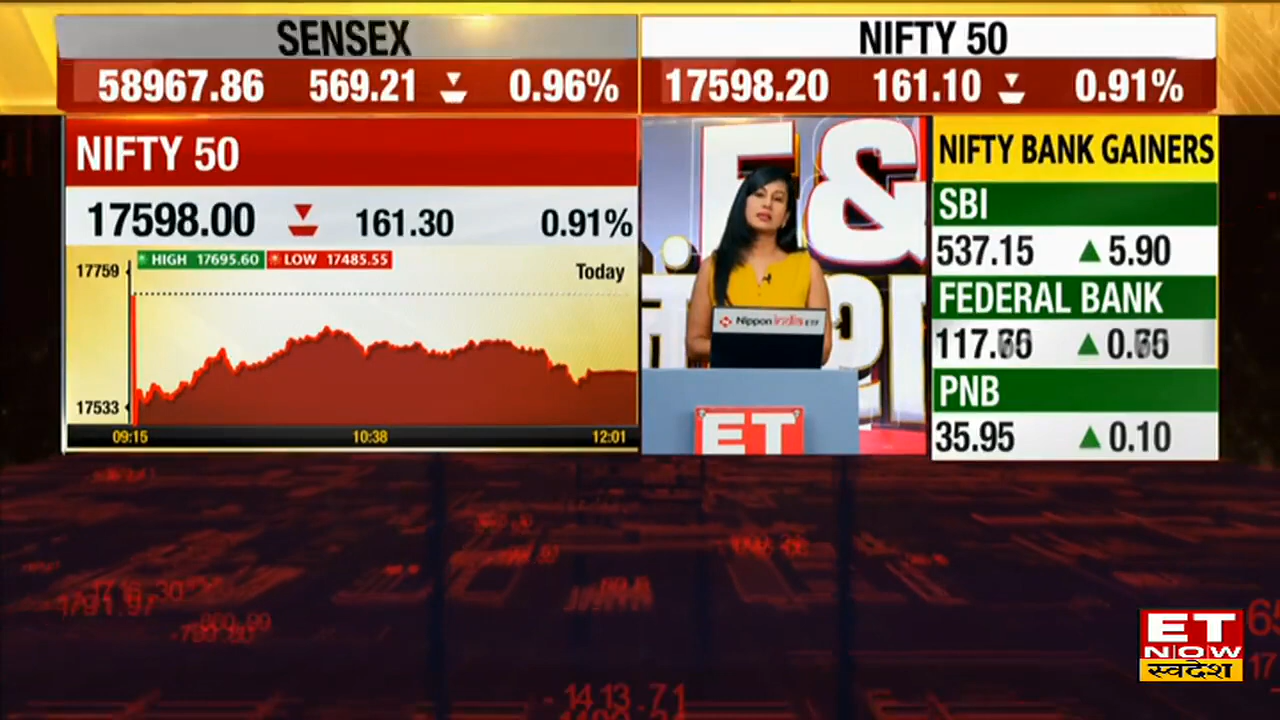 SENSEX
58967.86 569.21 0.96%
NIFTY 50
17598.20 161.10 0.91%
NIFTY 50
17598.00 161.30 0.91%
HIGH 17695.60 LOW 17485.55
17759
Today
17533
09:15 10:38 12:01
F&
Nippon india ETF
ET
NIFTY BANK GAINERS
SBI
537.15 5.90
FEDERAL BANK
PNB
35.95 0.10
ET
NOW
स्वदेश